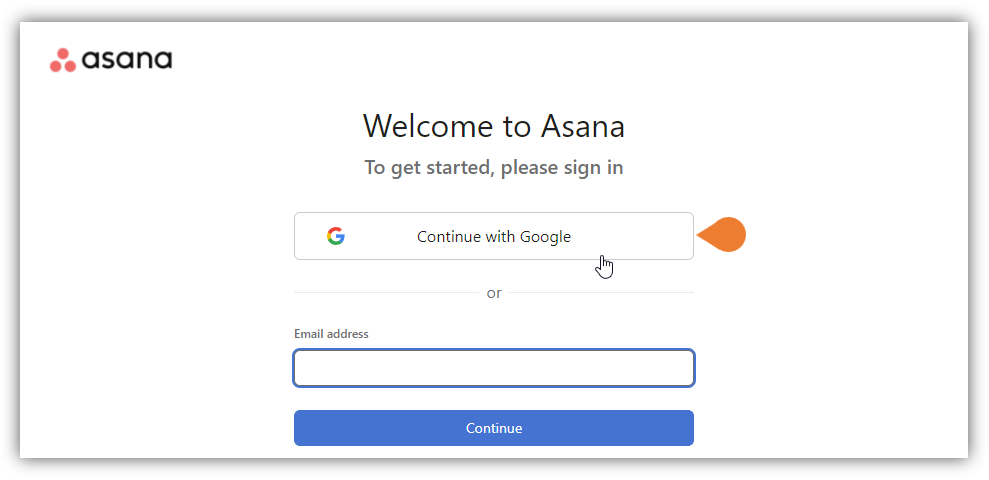 asana
Welcome to Asana
To get started, please sign in
Continue with Google
or
Email address
Continue